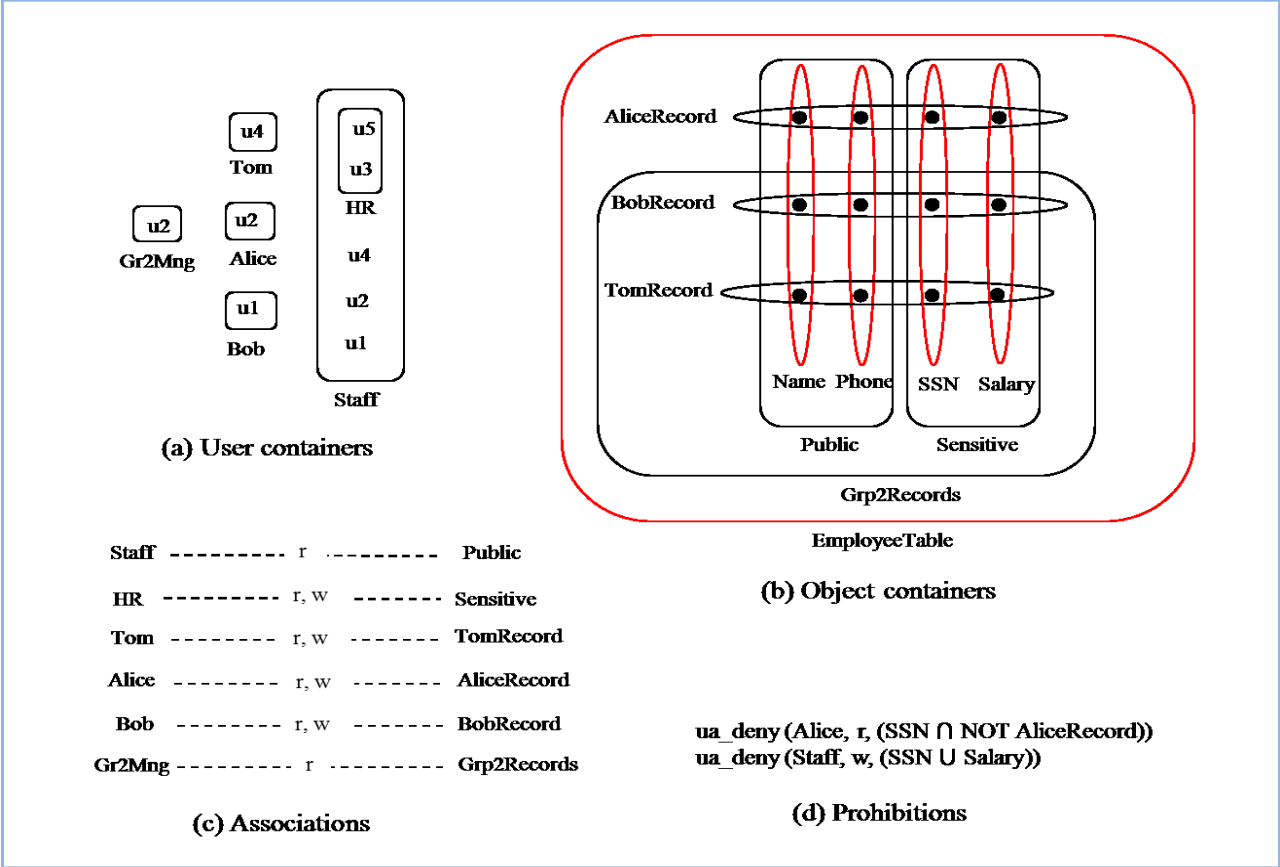 u4
Tom
u2
Gr2Mng
u2
Alice
u1
Bob
u5
u3
HR
u4
u2
u1
Staff
(a) User containers
AliceRecord
BobRecord
TomRecord
Name Phone SSN Salary
Public Sensitive
Grp2Records
EmployeeTable
(b) Object containers
Staff r Public
HR r, w Sensitive
Tom r, w TomRecord
Alice r, w AliceRecord
Bob r, w BobRecord
Gr2Mng r Grp2Records
(c) Associations
ua_deny (Alice, r, (SSN ∩ NOT AliceRecord))
ua_deny (Staff, w, (SSN ∪ Salary))
(d) Prohibitions